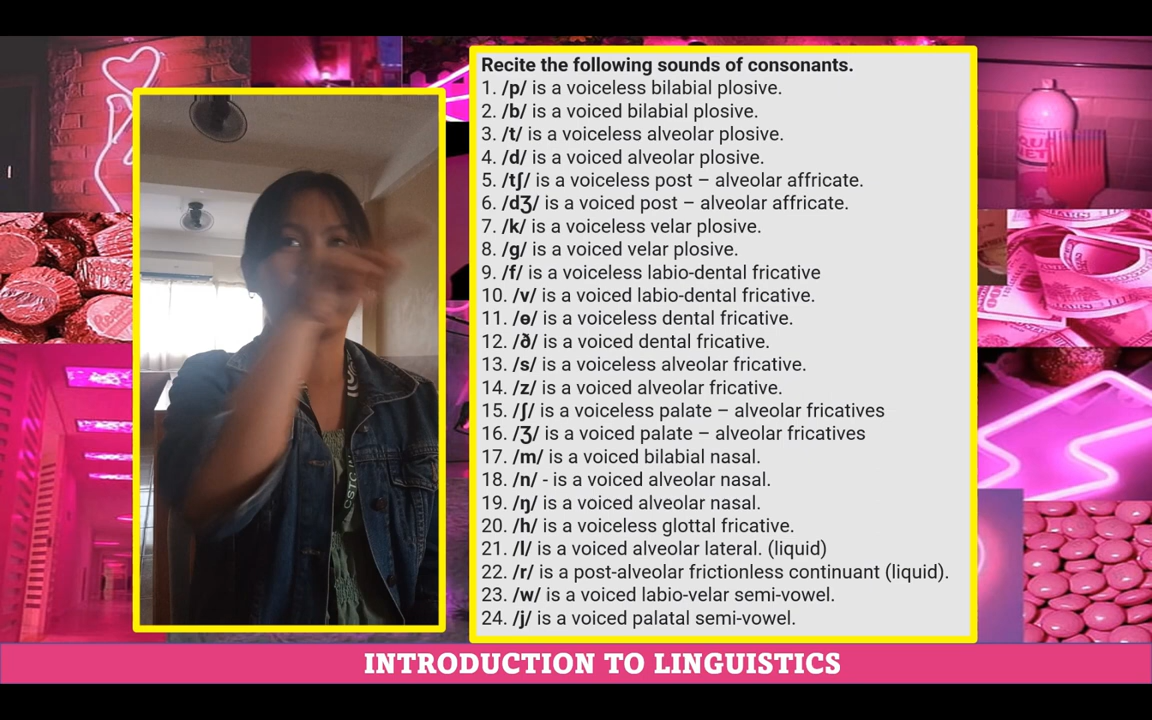 Recite the following sounds of consonants.
1. /p/ is a voiceless bilabial plosive.
2. /b/ is a voiced bilabial plosive.
3. /t/ is a voiceless alveolar plosive.
4. /d/ is a voiced alveolar plosive.
5. /tʃ/ is a voiceless post – alveolar affricate.
6. /dƷ/ is a voiced post – alveolar affricate.
7. /k/ is a voiceless velar plosive.
8. /g/ is a voiced velar plosive.
9. /f/ is a voiceless labio-dental fricative
10. /v/ is a voiced labio-dental fricative.
11. /ɵ/ is a voiceless dental fricative.
12. /ð/ is a voiced dental fricative.
13. /s/ is a voiceless alveolar fricative.
14. /z/ is a voiced alveolar fricative.
15. /ʃ/ is a voiceless palate – alveolar fricatives
16. /Ʒ/ is a voiced palate – alveolar fricatives
17. /m/ is a voiced bilabial nasal.
18. /n/ - is a voiced alveolar nasal.
19. /ŋ/ is a voiced alveolar nasal.
20. /h/ is a voiceless glottal fricative.
21. /l/ is a voiced alveolar lateral. (liquid)
22. /r/ is a post-alveolar frictionless continuant (liquid).
23. /w/ is a voiced labio-velar semi-vowel.
24. /j/ is a voiced palatal semi-vowel.
INTRODUCTION TO LINGUISTICS